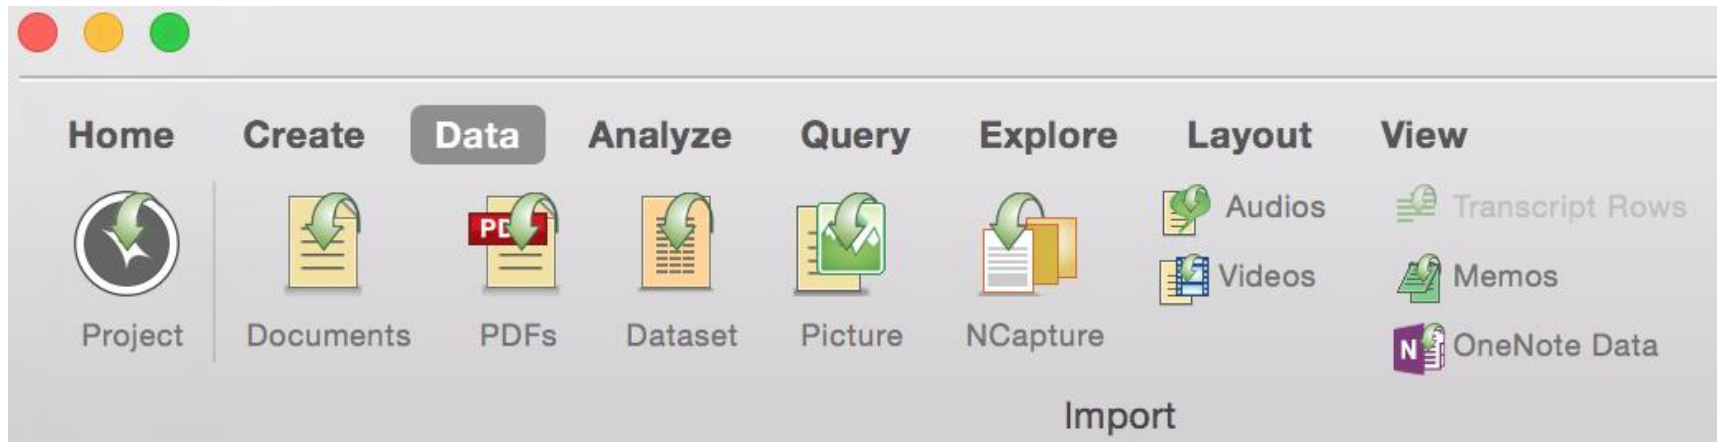 Home Create Data Analyze Query Explore Layout View
PDF
Audios Transcript Rows
Videos Memos
Project Documents PDFs Dataset Picture NCapture
N OneNote Data
Import